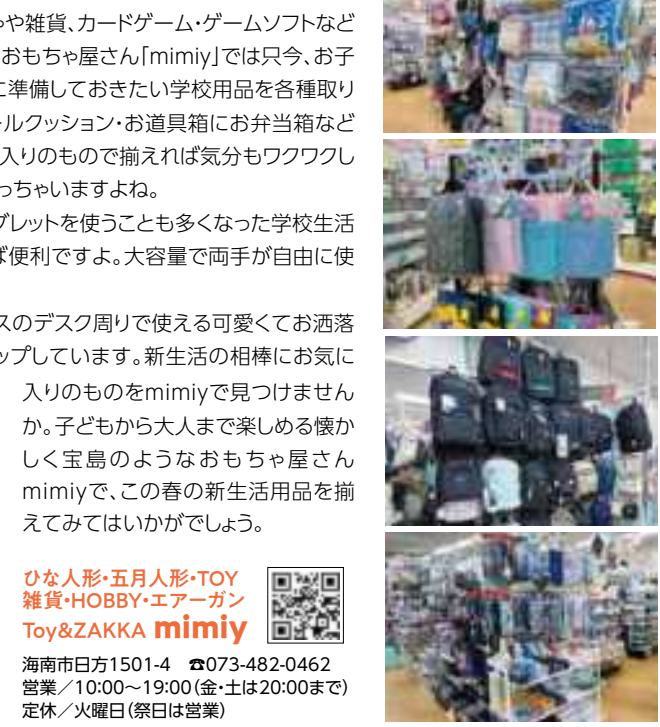 ゃや雑貨、カードゲーム・ゲームソフトなど
おもちゃ屋さん「mimiy」では只今、お子
に準備しておきたい学校用品を各種取り
ールクッション・お道具箱にお弁当箱など
入りのもので揃えれば気分もワクワクし
っちゃいますよね。
ブレットを使うことも多くなった学校生活
ば便利ですよ。大容量で両手が自由に使
スのデスク周りで使える可愛くてお洒落
ップしています。新生活の相棒にお気に
入りのものをmimiyで見つけません
か。子どもから大人まで楽しめる懐か
しく宝島のようなおもちゃ屋さん
mimiyで、この春の新生活用品を揃
えてみてはいかがでしょう。
ひな人形・五月人形・TOY
雑貨・HOBBY・エアーガン
Toy&ZAKKA mimiy
海南市日方1501-4 ☎073-482-0462
営業／10:00〜19:00(金・土は20:00まで)
定休／火曜日(祭日は営業)